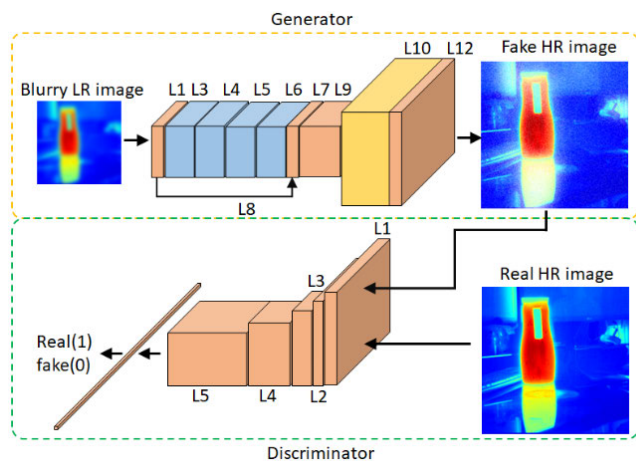 Generator
L10 L12
Fake HR image
Blurry LR image
L1 L3 L4 L5 L6 L7 L9
L8
L1
L3
Real HR image
Real(1)
fake(0)
L5
L4
L2
Discriminator